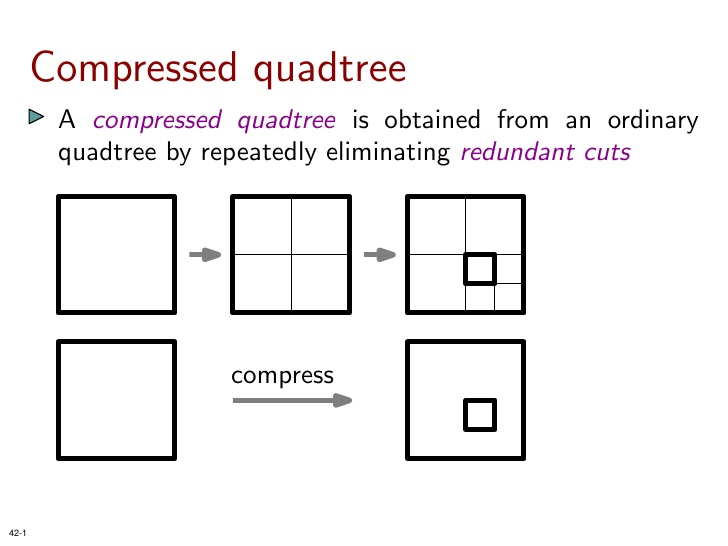 Compressed quadtree
A compressed quadtree is obtained from an ordinary
quadtree by repeatedly eliminating redundant cuts
compress
42-1